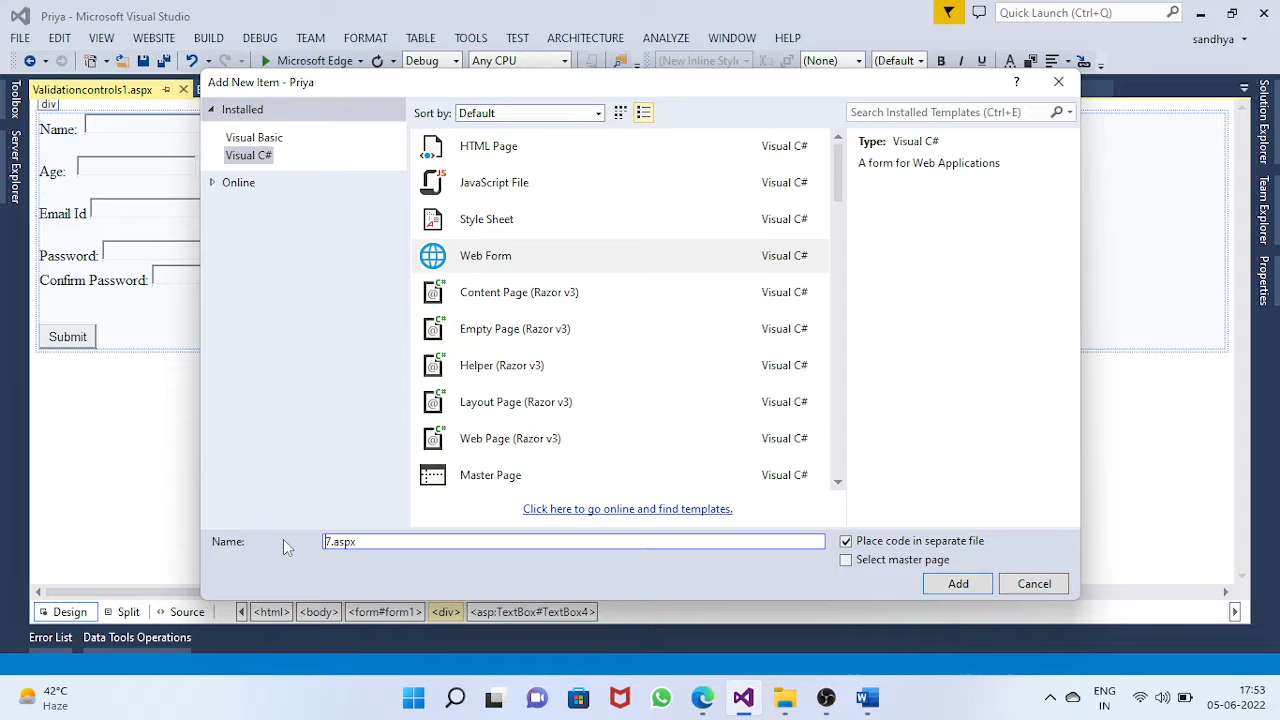 Priya - Microsoft Visual Studio
Quick Launch (Ctrl+Q)
FILE EDIT VIEW WEBSITE BUILD DEBUG TEAM FORMAT TABLE TOOLS TEST ARCHITECTURE ANALYZE WINDOW HELP
sandhya
Microsoft Edge Debug Any CPU (New Inline Style) (None) (Default)
Validationcontrols1.aspx
div
Name:
Age:
Email Id
Password:
Confirm Password:
Submit
Toolbox
Server Explorer
Add New Item - Priya
Installed
Visual Basic
Visual C#
Online
Sort by: Default
Search Installed Templates (Ctrl+E)
HTML Page Visual C#
JavaScript File Visual C#
Style Sheet Visual C#
Web Form Visual C#
Content Page (Razor v3) Visual C#
Empty Page (Razor v3) Visual C#
Helper (Razor v3) Visual C#
Layout Page (Razor v3) Visual C#
Web Page (Razor v3) Visual C#
Master Page Visual C#
Click here to go online and find templates.
Type: Visual C#
A form for Web Applications
Name: 7.aspx
Place code in separate file
Select master page
Add Cancel
Solution Explorer
Team Explorer
Properties
Design Split Source <html> <body> <form#form1> <div> <asp:TextBox#TextBox4>
Error List Data Tools Operations
42°C
Haze
ENG
IN
17:53
05-06-2022